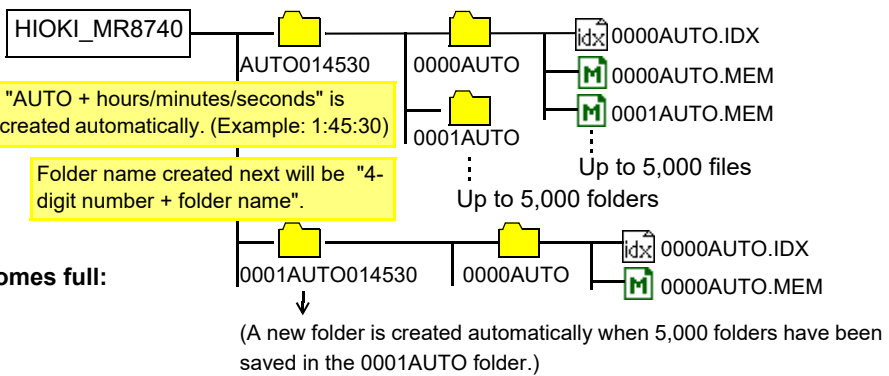 HIOKI_MR8740
AUTO014530
0000AUTO
idx 0000AUTO.IDX
M 0000AUTO.MEM
M 0001AUTO.MEM
"AUTO + hours/minutes/seconds" is
created automatically. (Example: 1:45:30)
0001AUTO
Up to 5,000 files
Up to 5,000 folders
Folder name created next will be "4-
digit number + folder name".
omes full:
0001AUTO014530
0000AUTO
idx 0000AUTO.IDX
M 0000AUTO.MEM
(A new folder is created automatically when 5,000 folders have been
saved in the 0001AUTO folder.)